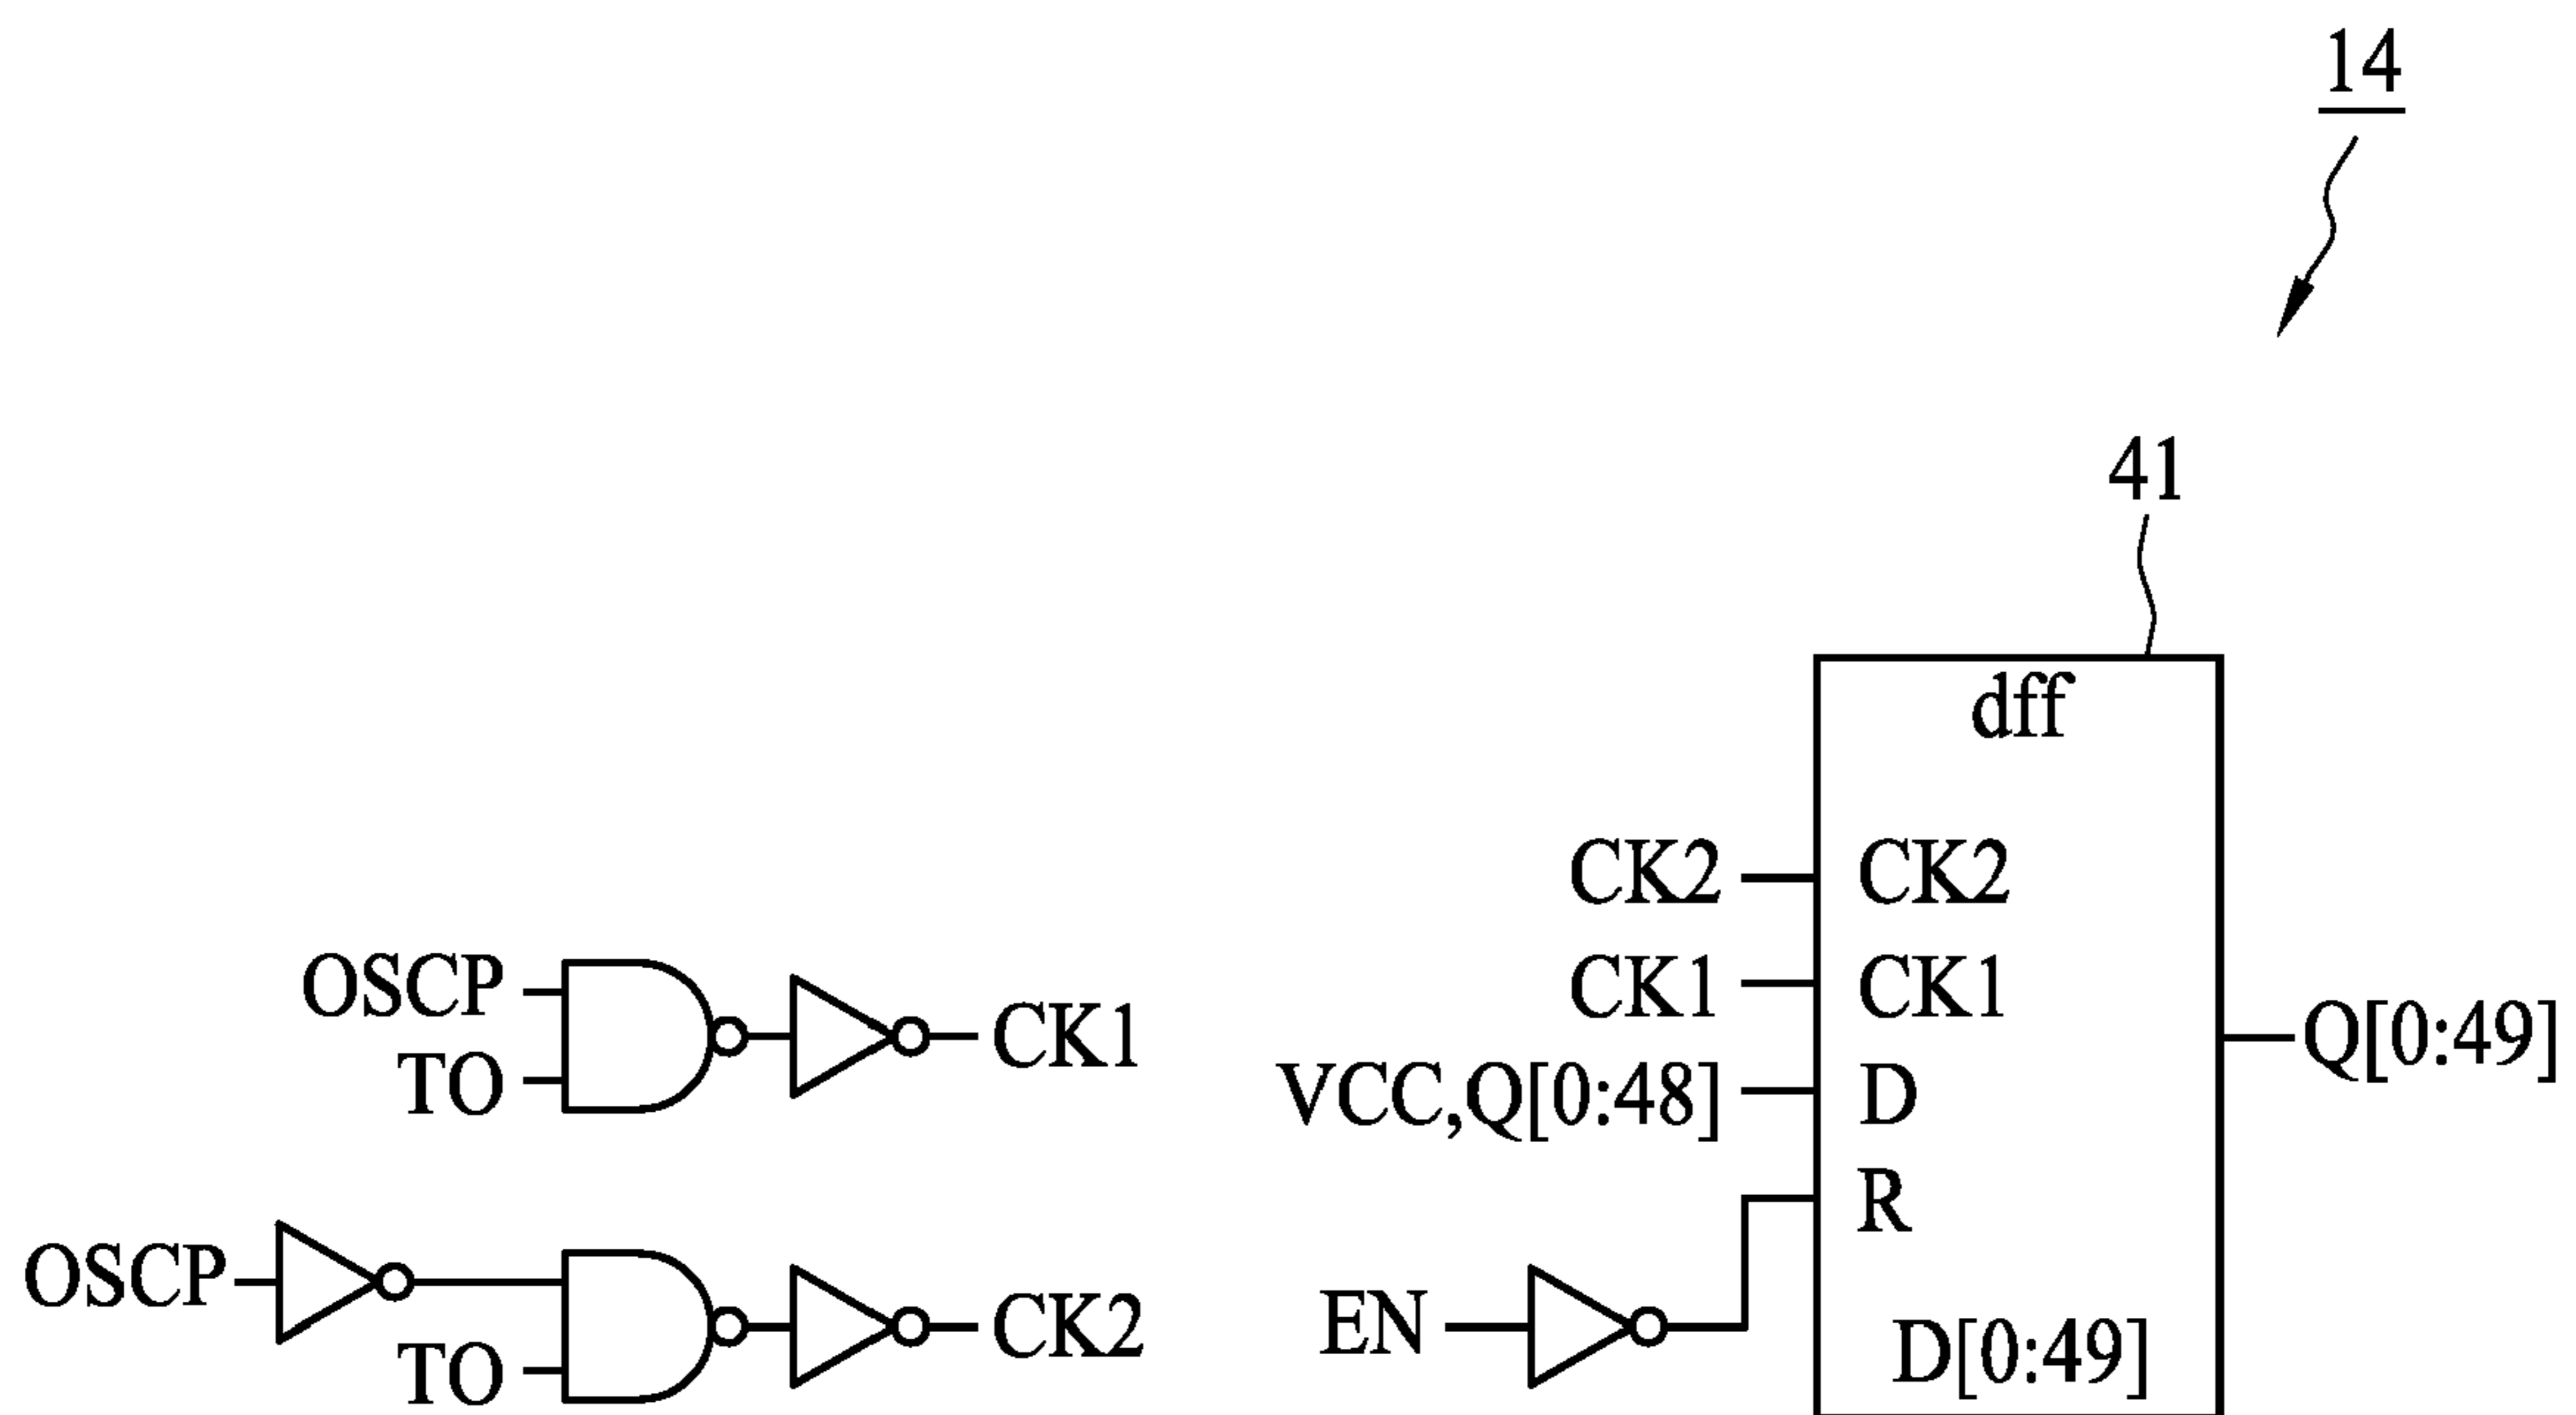 14
41
dff
CK2 CK2
CK1 CK1
VCC,Q[0:48] D
R
EN
D[0:49]
Q[0:49]
OSCP
TO
CK1
OSCP
TO
CK2